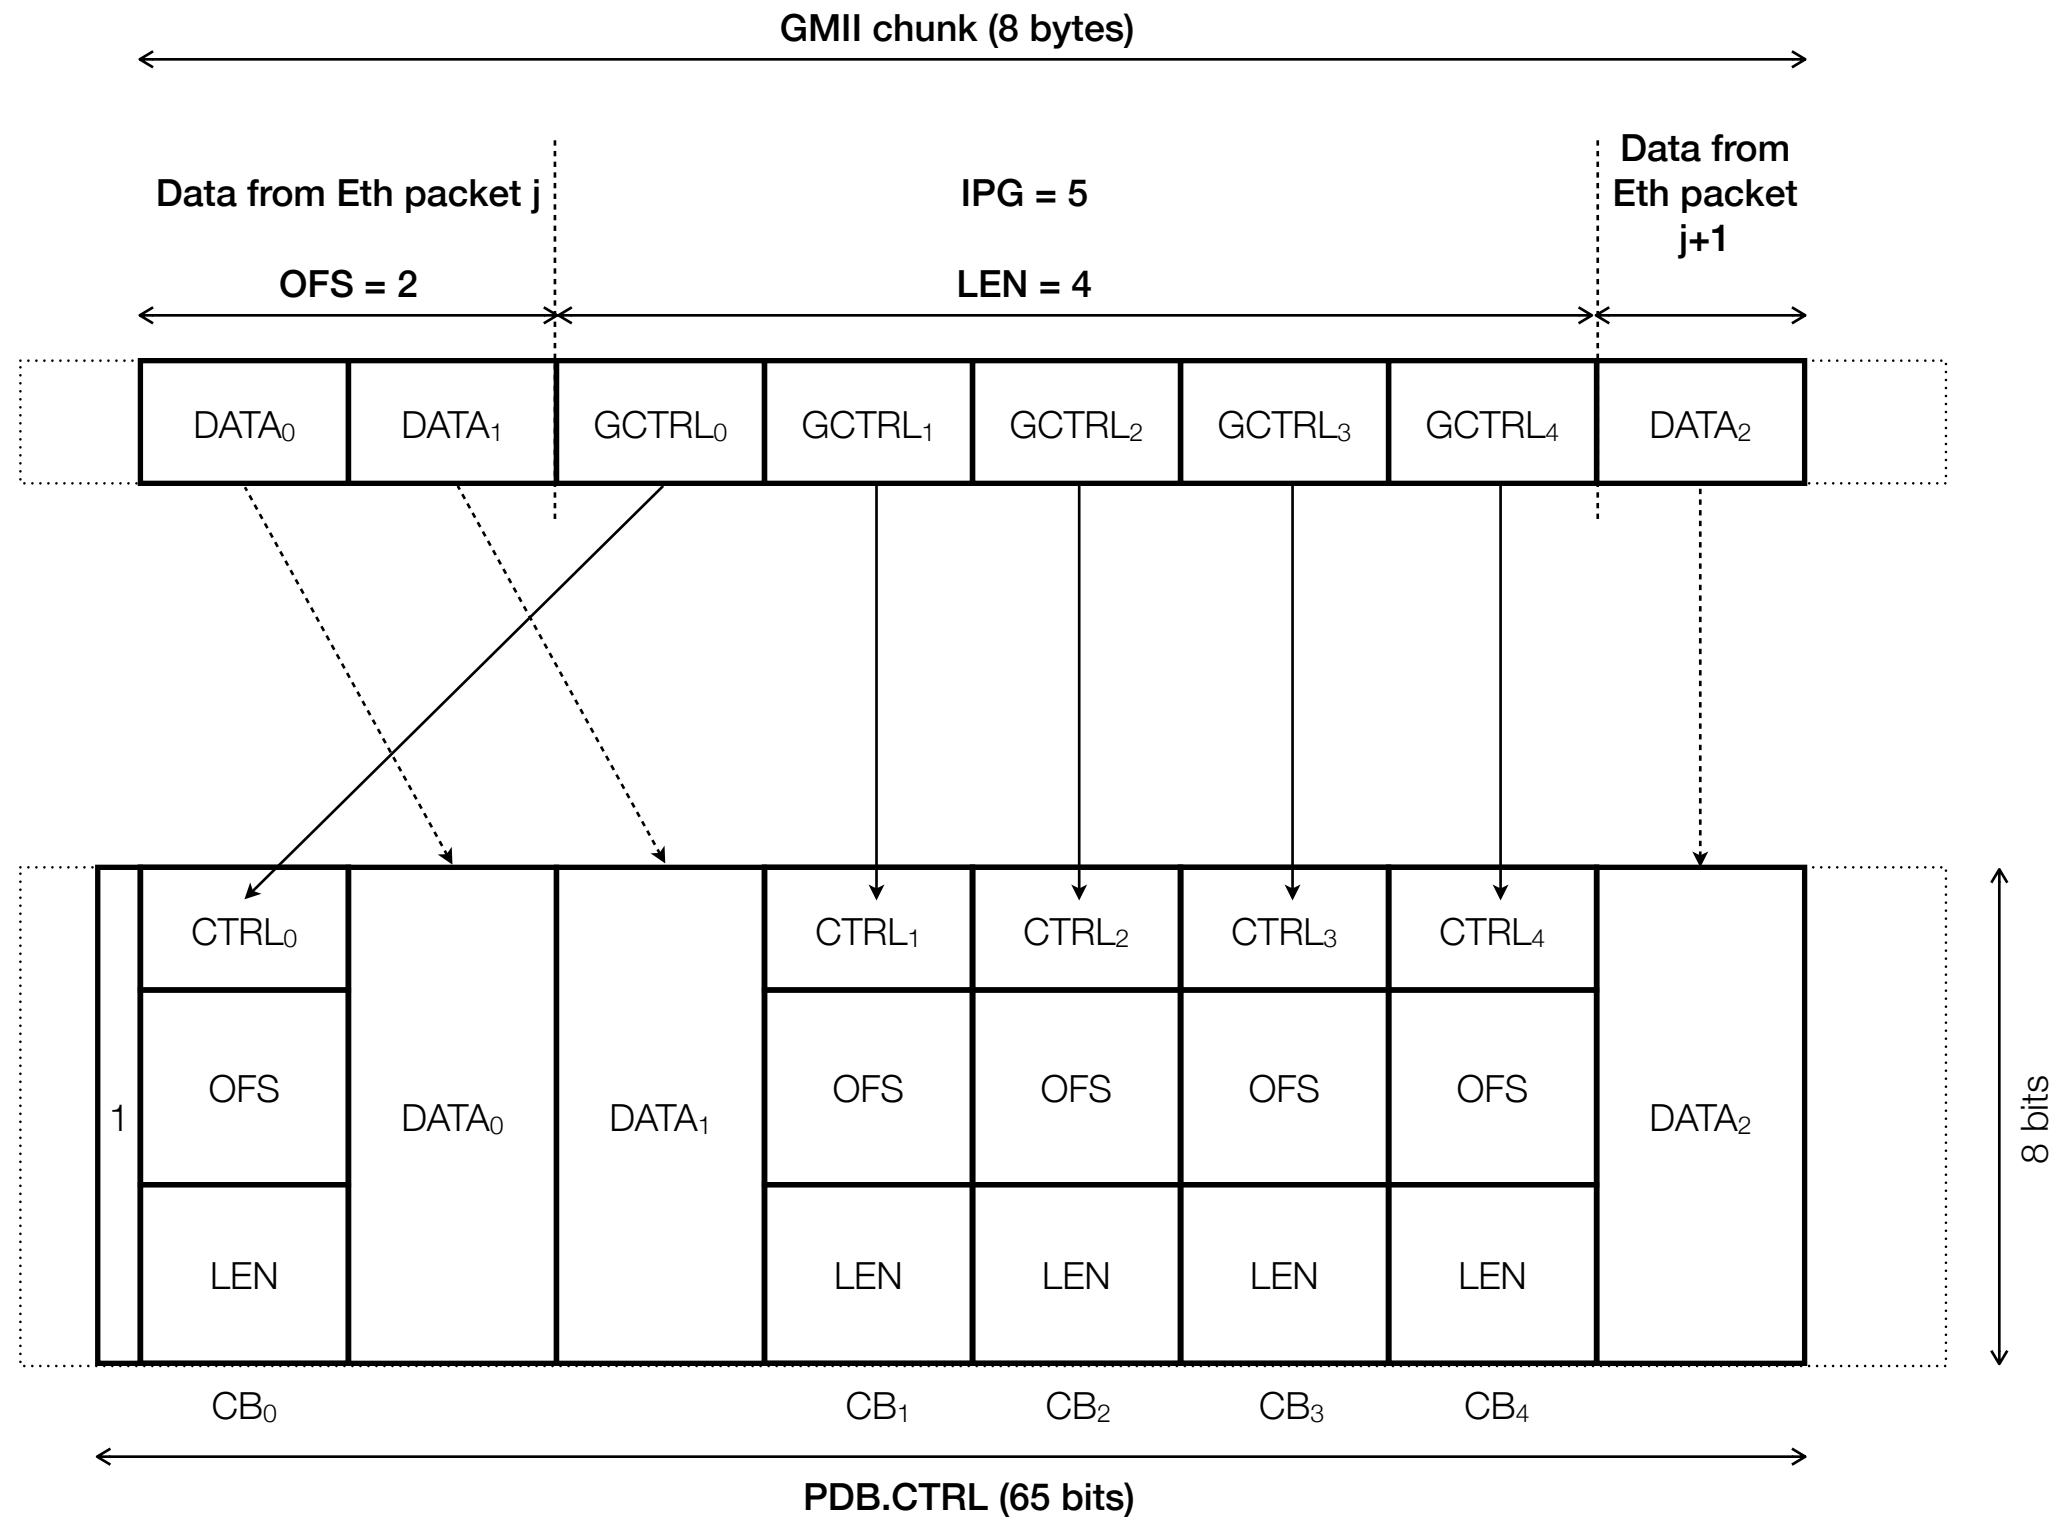 GMII chunk (8 bytes)
Data from Eth packet j
IPG = 5
Data from
Eth packet
j+1
OFS = 2
LEN = 4
DATA₀ DATA₁ GCTRL₀ GCTRL₁ GCTRL₂ GCTRL₃ GCTRL₄ DATA₂
CTRL₀ CTRL₁ CTRL₂ CTRL₃ CTRL₄
OFS OFS OFS OFS OFS
1 DATA₀ DATA₁ DATA₂
8 bits
LEN LEN LEN LEN LEN
CB₀ CB₁ CB₂ CB₃ CB₄
PDB.CTRL (65 bits)